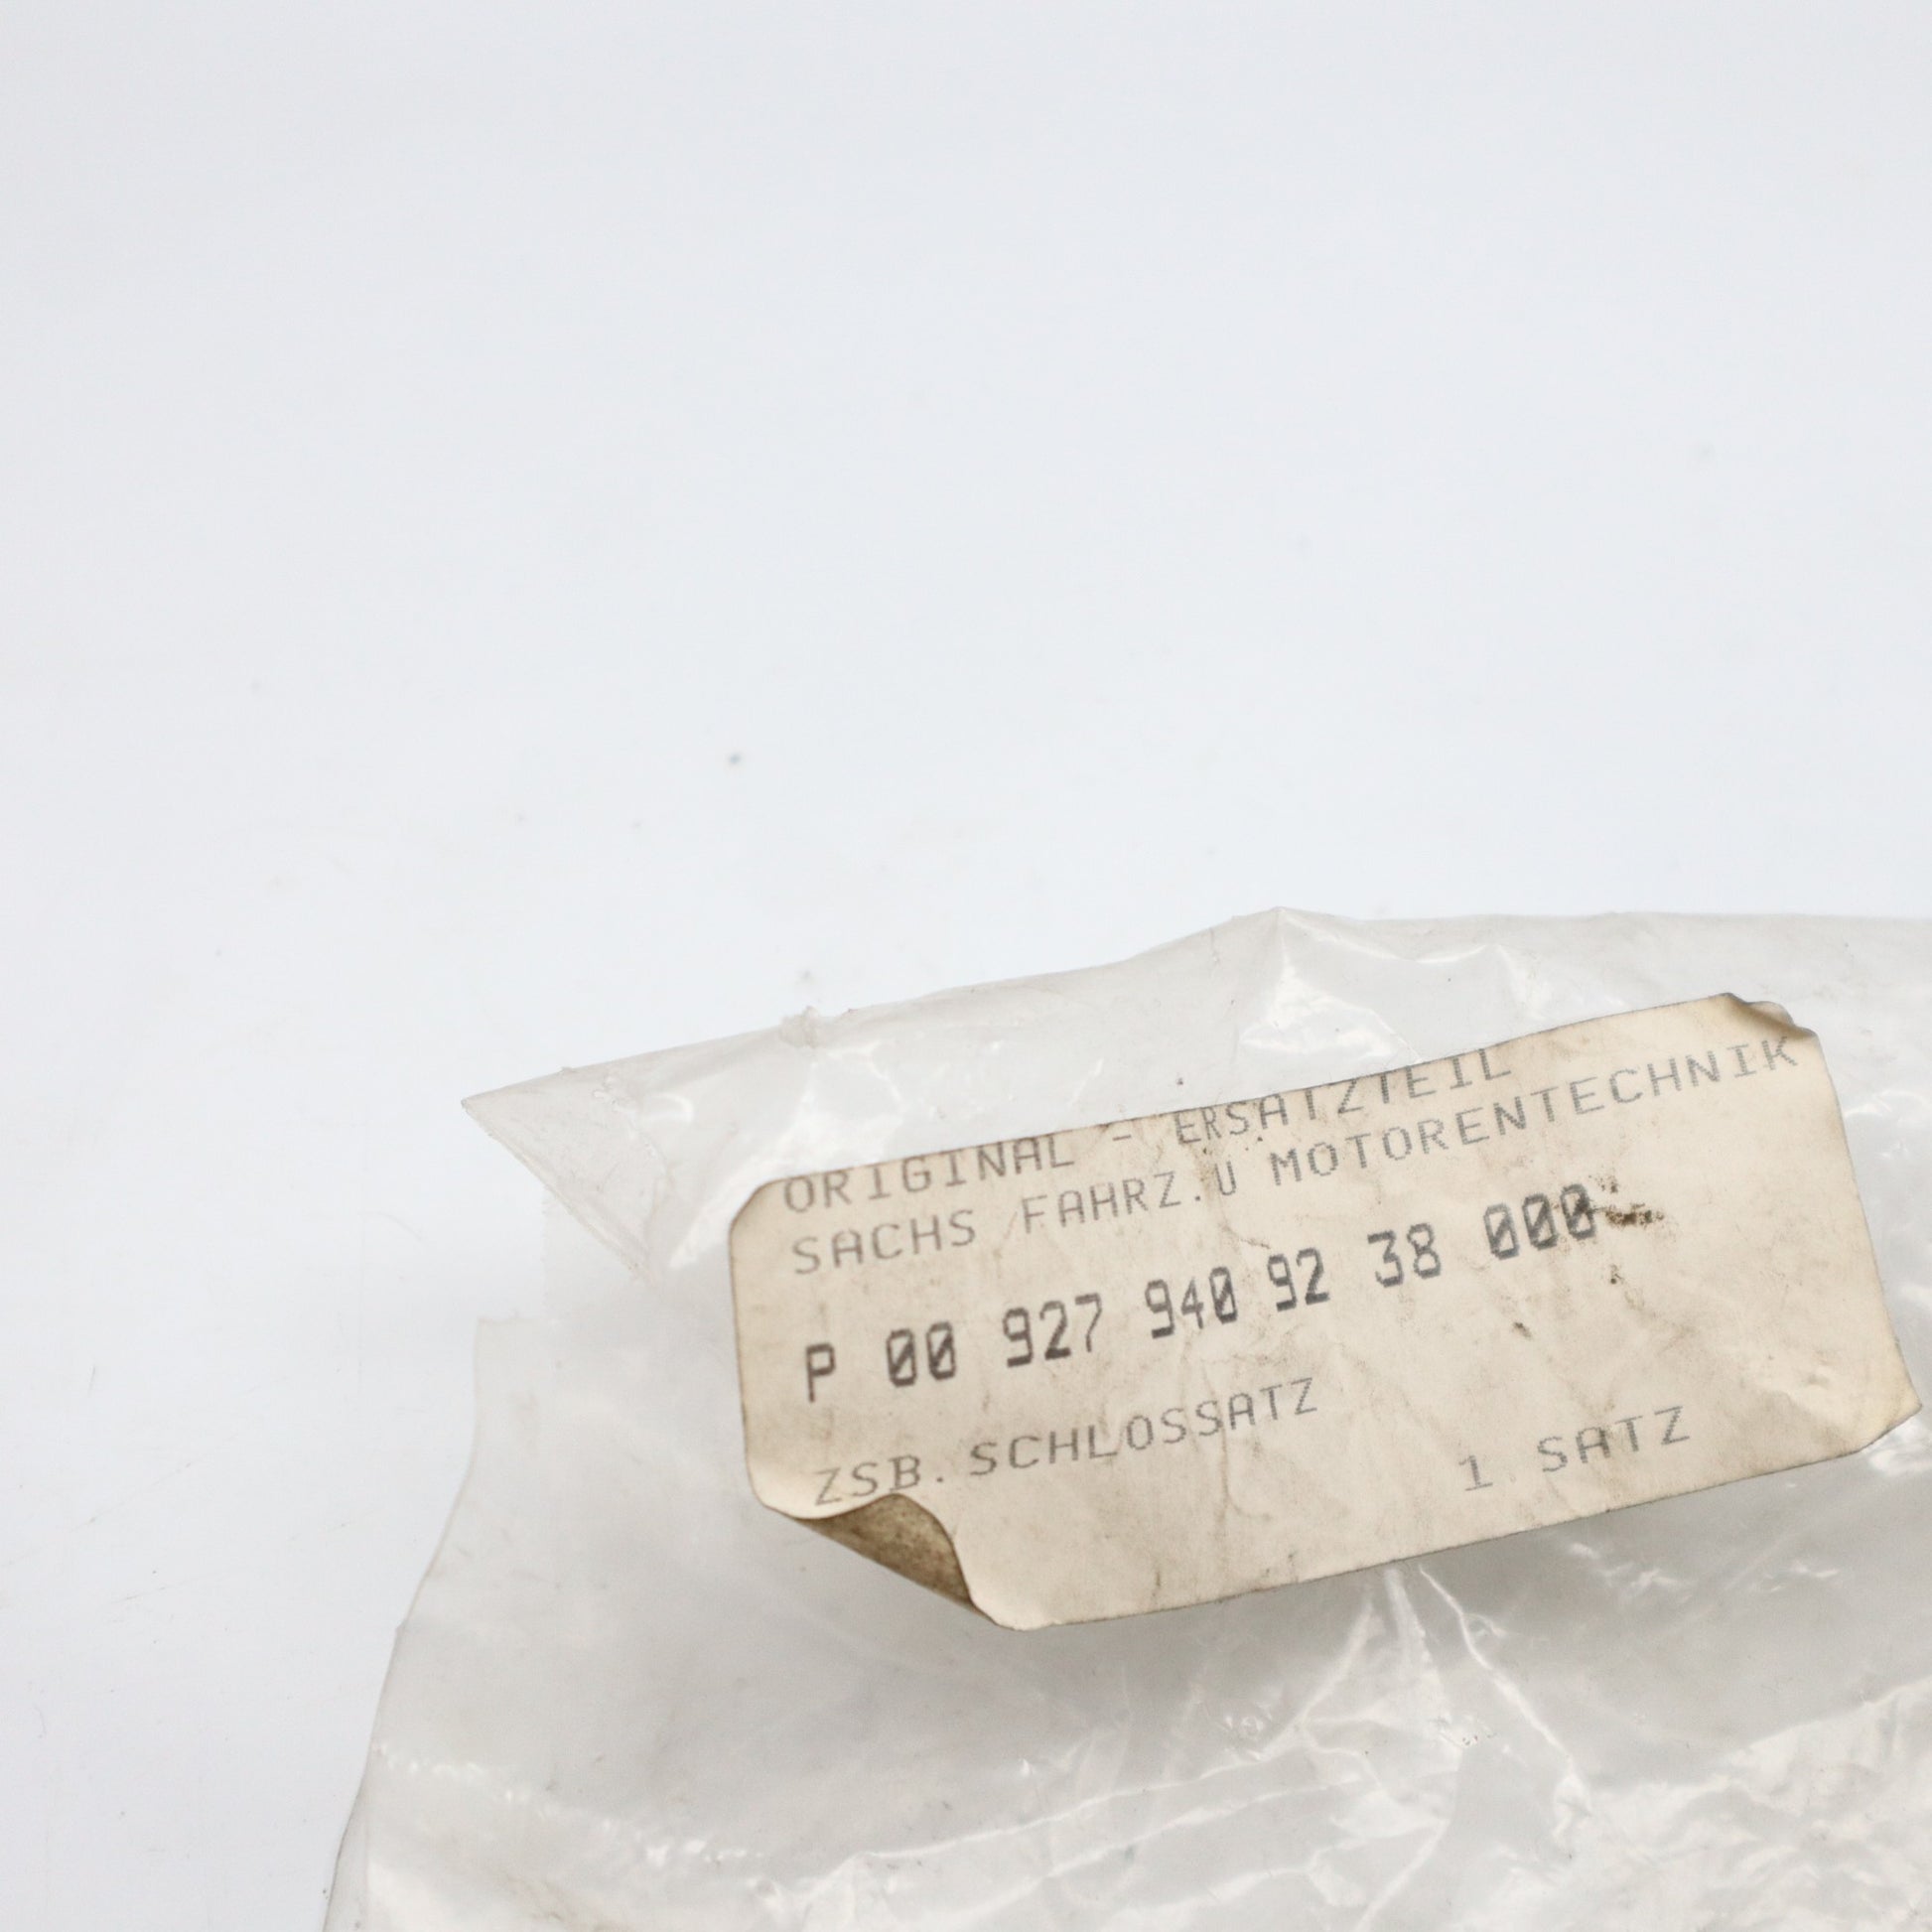 ORIGINAL - ERSATZTEIL
SACHS FAHRZ.U MOTORENTECHNIK
P 00 927 940 92 38 000
ZSB.SCHLOSSATZ
1 SATZ